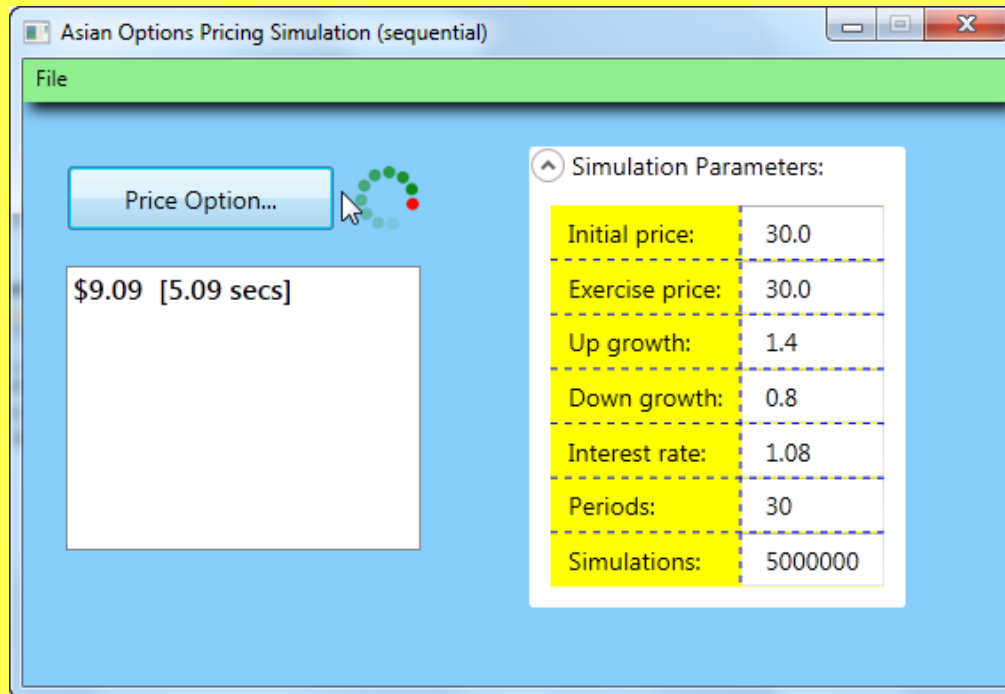 Asian Options Pricing Simulation (sequential)
File
Price Option...
$9.09 [5.09 secs]
Simulation Parameters:
Initial price: 30.0
Exercise price: 30.0
Up growth: 1.4
Down growth: 0.8
Interest rate: 1.08
Periods: 30
Simulations: 5000000